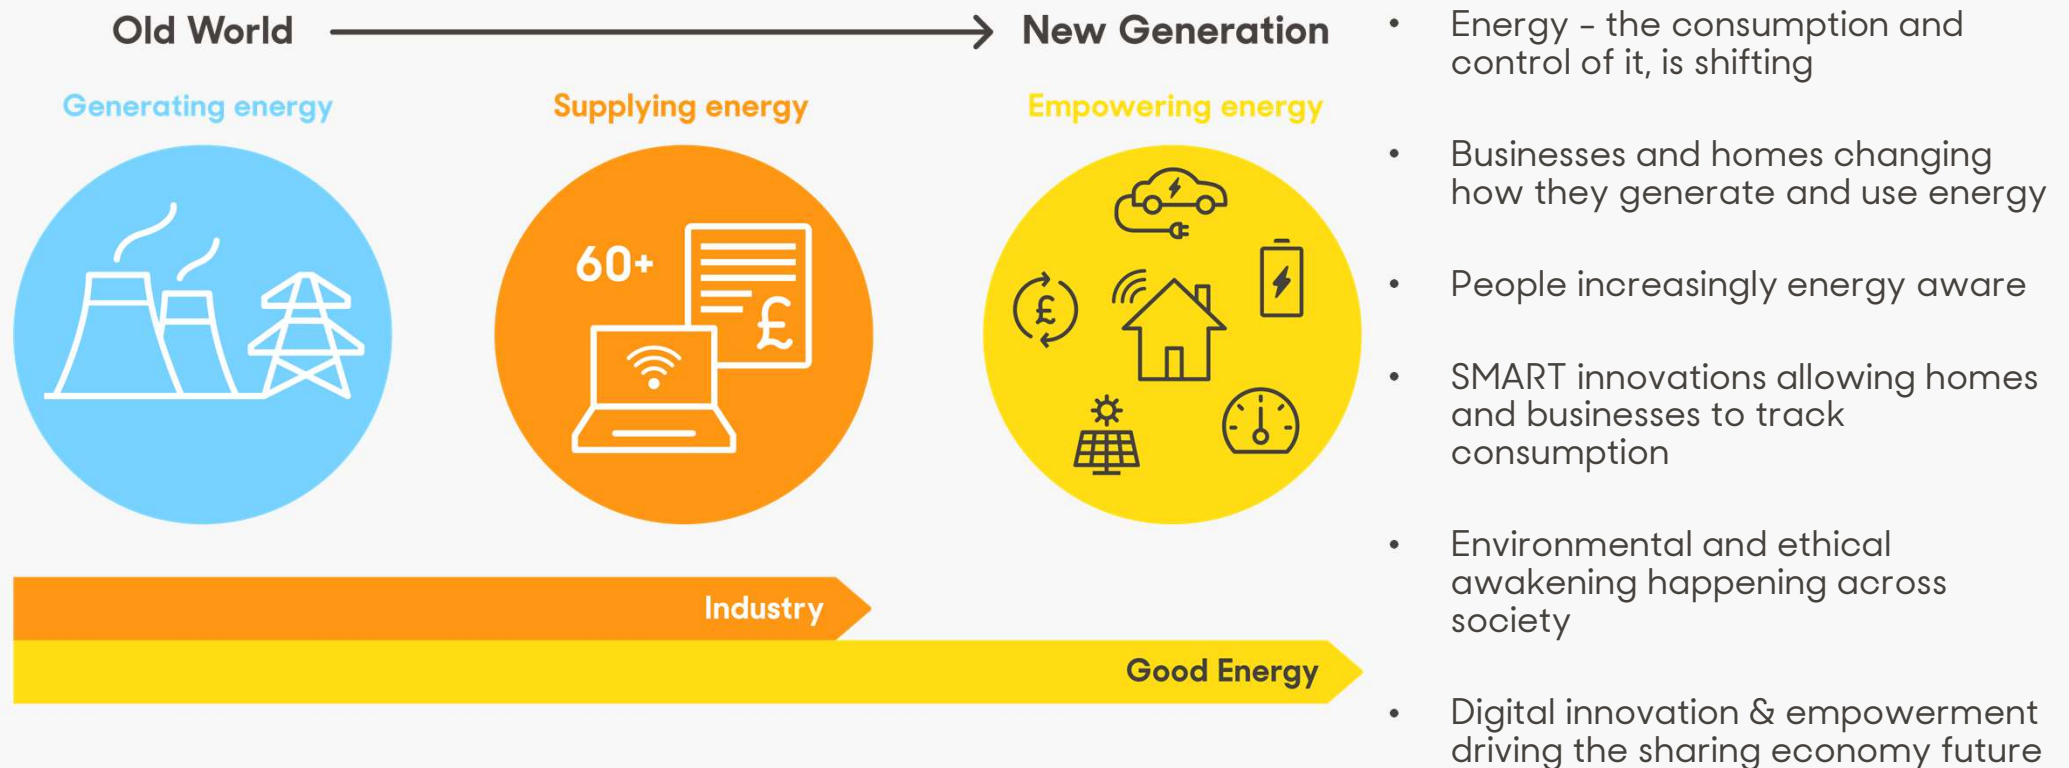 Old World
New Generation
Generating energy
Supplying energy
Empowering energy
60+
£
£
Industry
Good Energy
• Energy – the consumption and
control of it, is shifting
• Businesses and homes changing
how they generate and use energy
• People increasingly energy aware
• SMART innovations allowing homes
and businesses to track
consumption
• Environmental and ethical
awakening happening across
society
• Digital innovation & empowerment
driving the sharing economy future